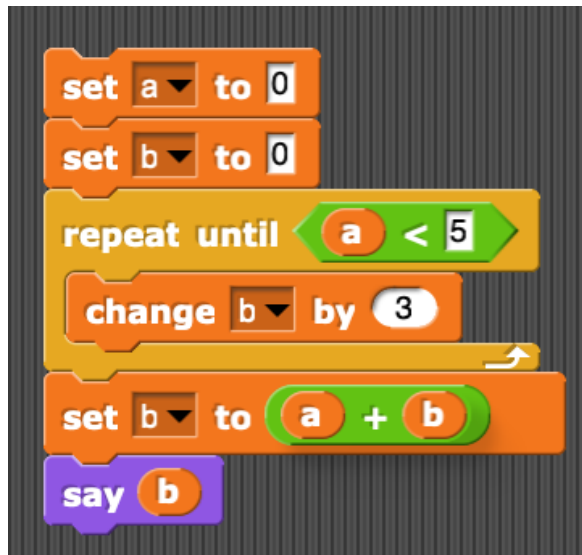 set a to 0
set b to 0
repeat until a < 5
change b by 3
set b to a + b
say b